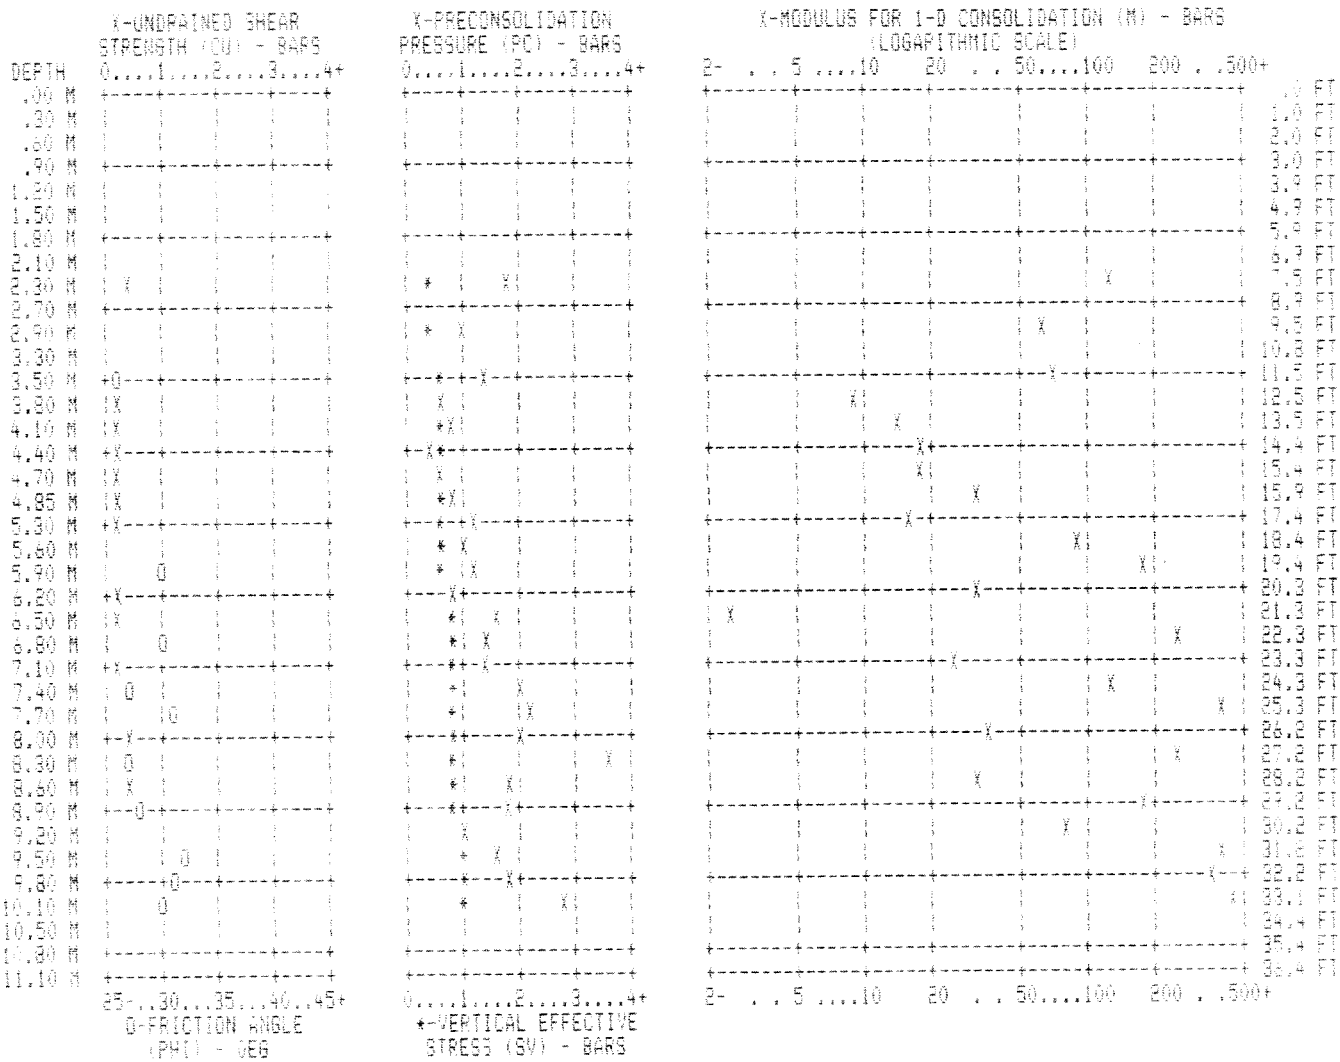 X-UNDRAINED SHEAR X-PRECONSOLIDATION X-MODULUS FOR 1-D CONSOLIDATION (M) - BARS
STRENGTH (CU) - BARS PRESSURE (PC) - BARS (LOGARITHMIC SCALE)
DEPTH 0....1....2....3....4+ 0....1....2....3....4+ 2- . . 5 ....10 20 . . 50....100 200 . .500+
.00 M .0 FT
.30 M 1.0 FT
.60 M 2.0 FT
.90 M 3.0 FT
1.20 M 3.9 FT
1.50 M 4.9 FT
1.80 M 5.9 FT
2.10 M 6.9 FT
2.30 M X * X X 7.5 FT
2.70 M 8.9 FT
2.90 M * X X 9.5 FT
3.30 M 10.8 FT
3.50 M O * X X 11.5 FT
3.80 M X X X 12.5 FT
4.10 M X *X X 13.5 FT
4.40 M X X* X 14.4 FT
4.70 M X X X 15.4 FT
4.85 M X *X X 15.9 FT
5.30 M X * X X 17.4 FT
5.60 M * X X 18.4 FT
5.90 M O * X X 19.4 FT
6.20 M X X X 20.3 FT
6.50 M X * X X 21.3 FT
6.80 M O * X X 22.3 FT
7.10 M X * X X 23.3 FT
7.40 M O * X X 24.3 FT
7.70 M O * X X 25.3 FT
8.00 M X * X X 26.2 FT
8.30 M O * X X 27.2 FT
8.60 M X * X X 28.2 FT
8.90 M O * X X 29.2 FT
9.20 M X X 30.2 FT
9.50 M O * X X 31.2 FT
9.80 M O * X X 32.2 FT
10.10 M O * X X 33.1 FT
10.50 M 34.4 FT
10.80 M 35.4 FT
11.10 M 36.4 FT
25-..30...35...40...45+ 0....1....2....3....4+ 2- . . 5 ....10 20 . . 50....100 200 . .500+
O-FRICTION ANGLE *-VERTICAL EFFECTIVE
(PHI) - DEG STRESS (SV) - BARS